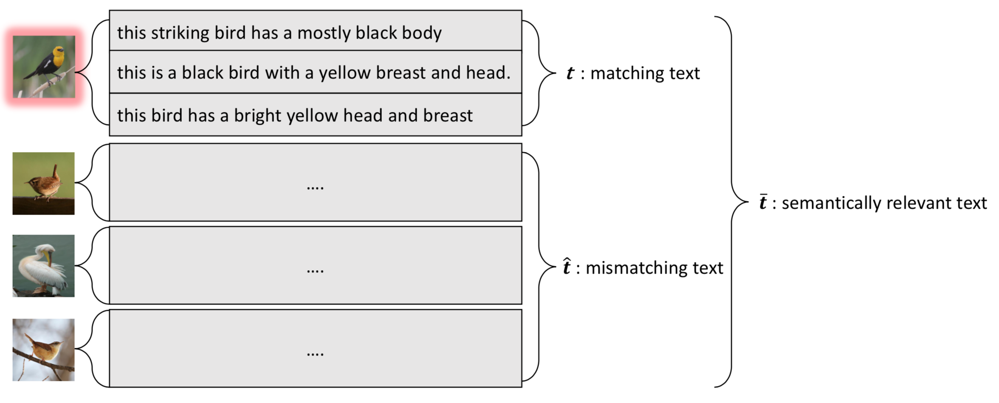 this striking bird has a mostly black body
this is a black bird with a yellow breast and head.
this bird has a bright yellow head and breast
t : matching text
....
t̄ : semantically relevant text
....
t̂ : mismatching text
....